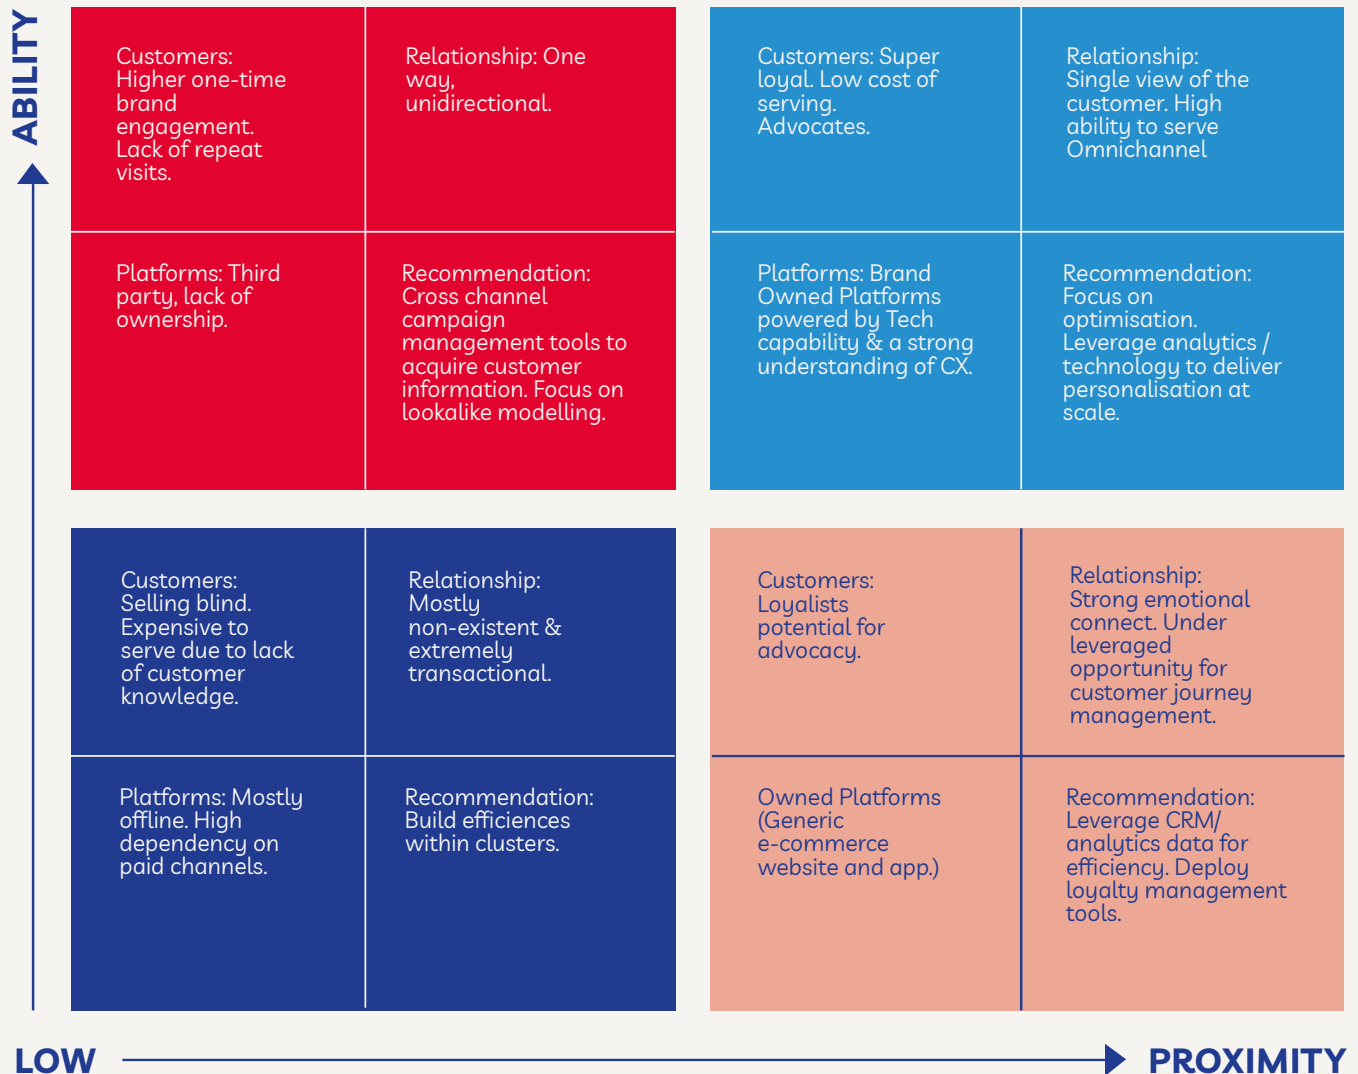 ABILITY
Customers:
Higher one-time
brand
engagement.
Lack of repeat
visits.
Relationship: One
way,
unidirectional.
Platforms: Third
party, lack of
ownership.
Recommendation:
Cross channel
campaign
management tools to
acquire customer
information. Focus on
lookalike modelling.
Customers: Super
loyal. Low cost of
serving.
Advocates.
Relationship:
Single view of the
customer. High
ability to serve
Omnichannel
Platforms: Brand
Owned Platforms
powered by Tech
capability & a strong
understanding of CX.
Recommendation:
Focus on
optimisation.
Leverage analytics /
technology to deliver
personalisation at
scale.
Customers:
Selling blind.
Expensive to
serve due to lack
of customer
knowledge.
Relationship:
Mostly
non-existent &
extremely
transactional.
Platforms: Mostly
offline. High
dependency on
paid channels.
Recommendation:
Build efficiences
within clusters.
Customers:
Loyalists
potential for
advocacy.
Relationship:
Strong emotional
connect. Under
leveraged
opportunity for
customer journey
management.
Owned Platforms
(Generic
e-commerce
website and app.)
Recommendation:
Leverage CRM/
analytics data for
efficiency. Deploy
loyalty management
tools.
LOW
PROXIMITY